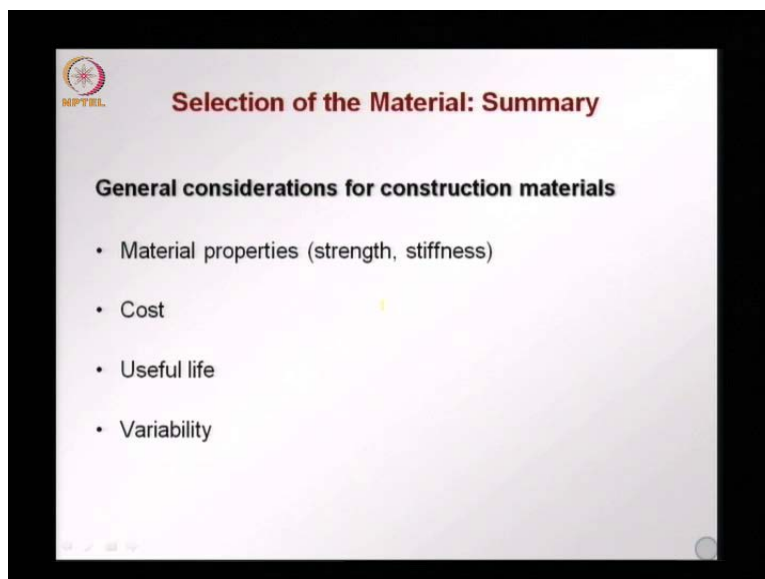 NPTEL
Selection of the Material: Summary
General considerations for construction materials
• Material properties (strength, stiffness)
• Cost
• Useful life
• Variability